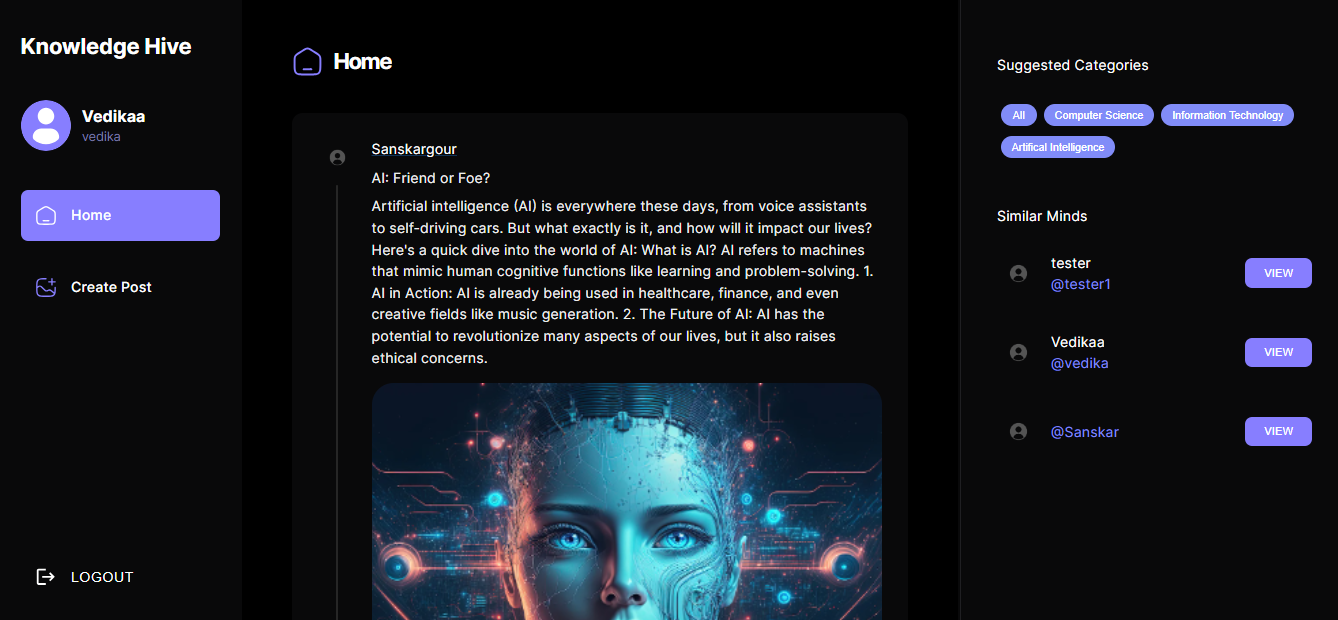 Knowledge Hive
Vedikaa
vedika
Home
Create Post
LOGOUT
Home
Sanskargour
AI: Friend or Foe?
Artificial intelligence (AI) is everywhere these days, from voice assistants
to self-driving cars. But what exactly is it, and how will it impact our lives?
Here's a quick dive into the world of AI: What is AI? AI refers to machines
that mimic human cognitive functions like learning and problem-solving. 1.
AI in Action: AI is already being used in healthcare, finance, and even
creative fields like music generation. 2. The Future of AI: AI has the
potential to revolutionize many aspects of our lives, but it also raises
ethical concerns.
Suggested Categories
All
Computer Science
Information Technology
Artifical Intelligence
Similar Minds
tester
@tester1
VIEW
Vedikaa
@vedika
VIEW
@Sanskar
VIEW